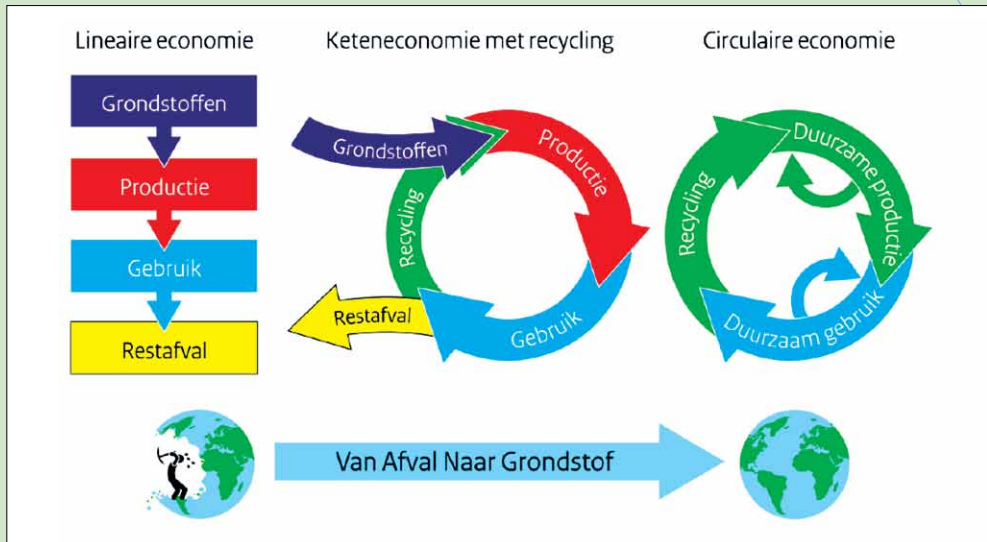 Lineaire economie
Grondstoffen
Productie
Gebruik
Restafval
Keteneconomie met recycling
Grondstoffen
Productie
Gebruik
Recycling
Restafval
Circulaire economie
Duurzame productie
Duurzaam gebruik
Recycling
Van Afval Naar Grondstof